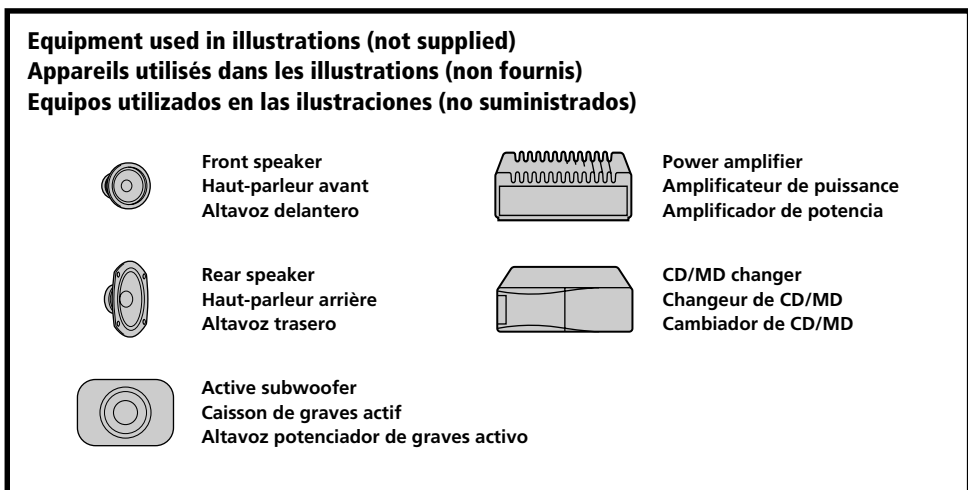 Equipment used in illustrations (not supplied)
Appareils utilisés dans les illustrations (non fournis)
Equipos utilizados en las ilustraciones (no suministrados)
Front speaker
Haut-parleur avant
Altavoz delantero
Power amplifier
Amplificateur de puissance
Amplificador de potencia
Rear speaker
Haut-parleur arrière
Altavoz trasero
CD/MD changer
Changeur de CD/MD
Cambiador de CD/MD
Active subwoofer
Caisson de graves actif
Altavoz potenciador de graves activo